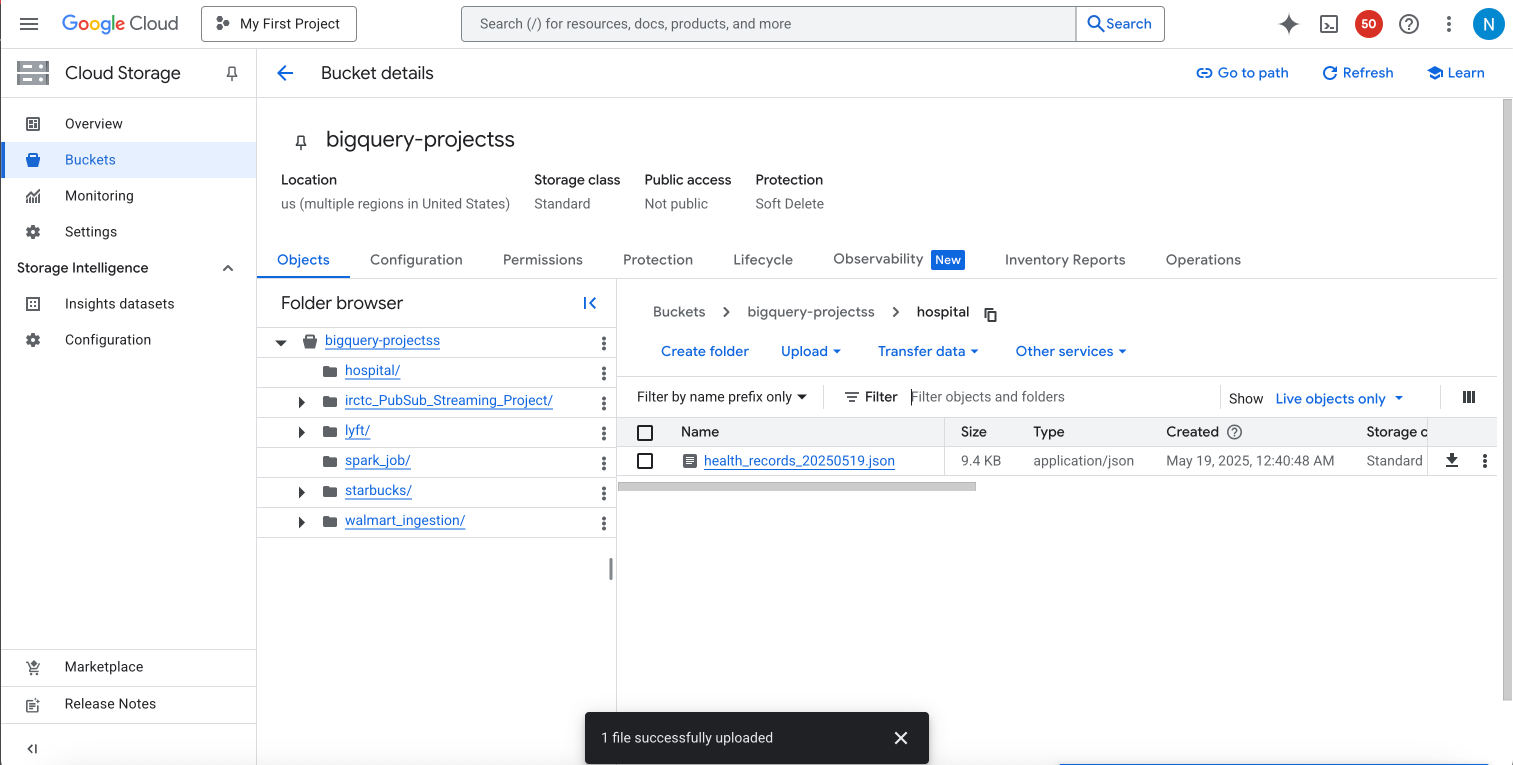 Google Cloud
My First Project
Search (/) for resources, docs, products, and more
Search
50
N
Cloud Storage
Bucket details
Go to path
Refresh
Learn
Overview
Buckets
Monitoring
Settings
Storage Intelligence
Insights datasets
Configuration
Marketplace
Release Notes
bigquery-projectss
Location Storage class Public access Protection
us (multiple regions in United States) Standard Not public Soft Delete
Objects Configuration Permissions Protection Lifecycle Observability New Inventory Reports Operations
Folder browser
bigquery-projectss
hospital/
irctc_PubSub_Streaming_Project/
lyft/
spark_job/
starbucks/
walmart_ingestion/
Buckets bigquery-projectss hospital
Create folder Upload Transfer data Other services
Filter by name prefix only Filter Filter objects and folders Show Live objects only
Name Size Type Created Storage c
health_records_20250519.json 9.4 KB application/json May 19, 2025, 12:40:48 AM Standard
1 file successfully uploaded